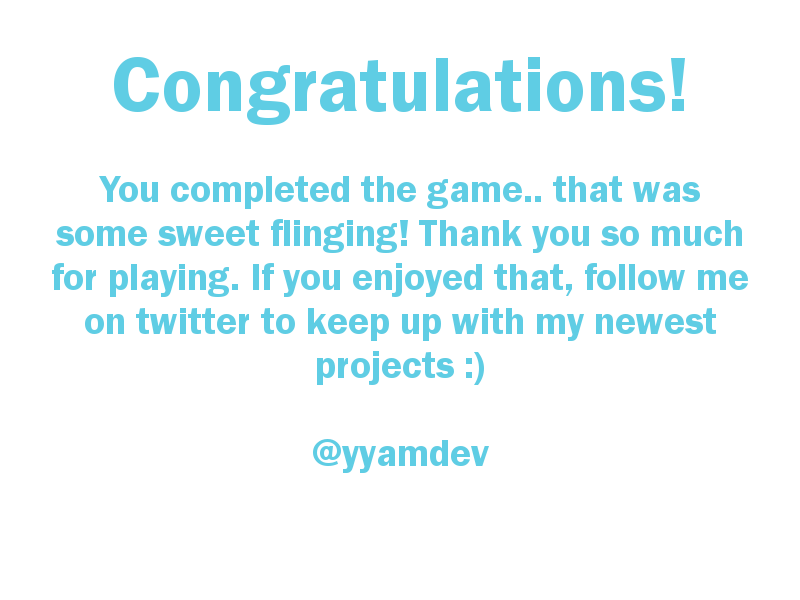 Congratulations!
You completed the game.. that was
some sweet flinging! Thank you so much
for playing. If you enjoyed that, follow me
on twitter to keep up with my newest
projects :)
@yyamdev